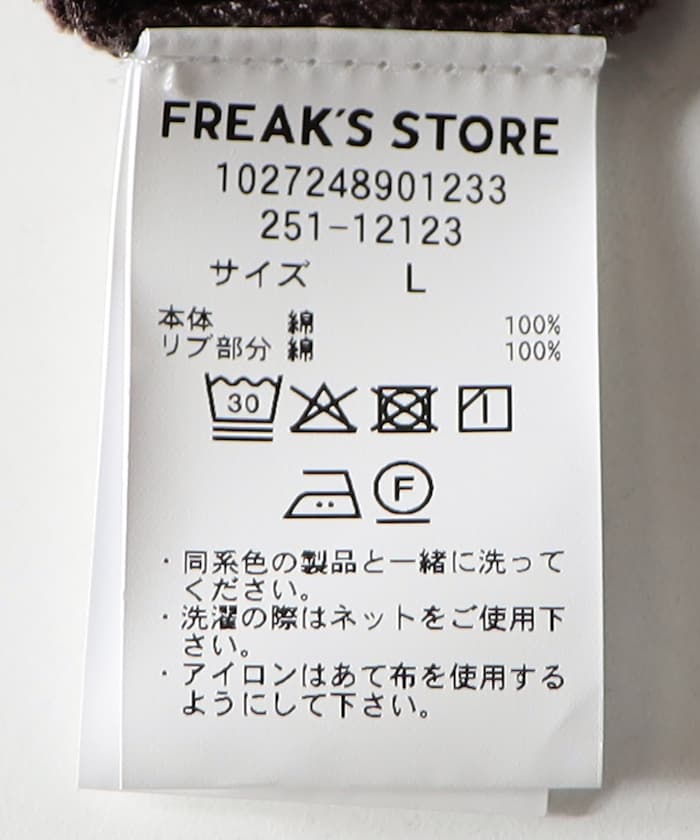 FREAK'S STORE
1027248901233
251-12123
サイズ L
本体 綿 100%
リブ部分 綿 100%
30
F
・同系色の製品と一緒に洗って
ください。
・洗濯の際はネットをご使用下
さい。
・アイロンはあて布を使用する
ようにして下さい。